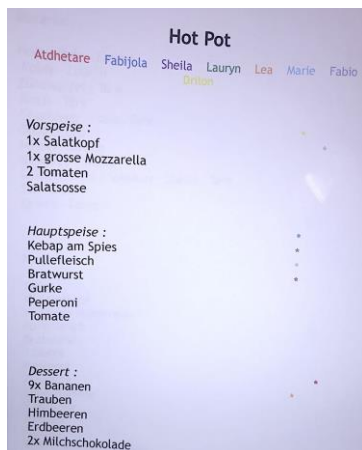 Hot Pot
Atdhetare Fabijola Sheila Lauryn Lea Marie Fabio
Drilon
Vorspeise :
1x Salatkopf
1x grosse Mozzarella
2 Tomaten
Salatsosse
Hauptspeise :
Kebap am Spies
Pullefleisch
Bratwurst
Gurke
Peperoni
Tomate
Dessert :
9x Bananen
Trauben
Himbeeren
Erdbeeren
2x Milchschokolade